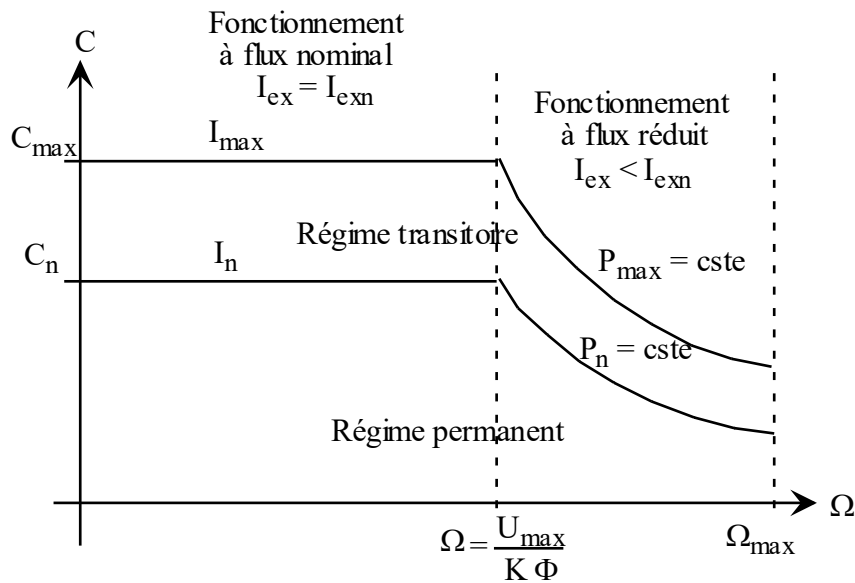 Fonctionnement
à flux nominal
I_ex = I_exn
C
Fonctionnement
à flux réduit
I_ex < I_exn
C_max
I_max
Régime transitoire
P_max = cste
C_n
I_n
P_n = cste
Régime permanent
Ω
Ω = U_max / K Φ
Ω_max